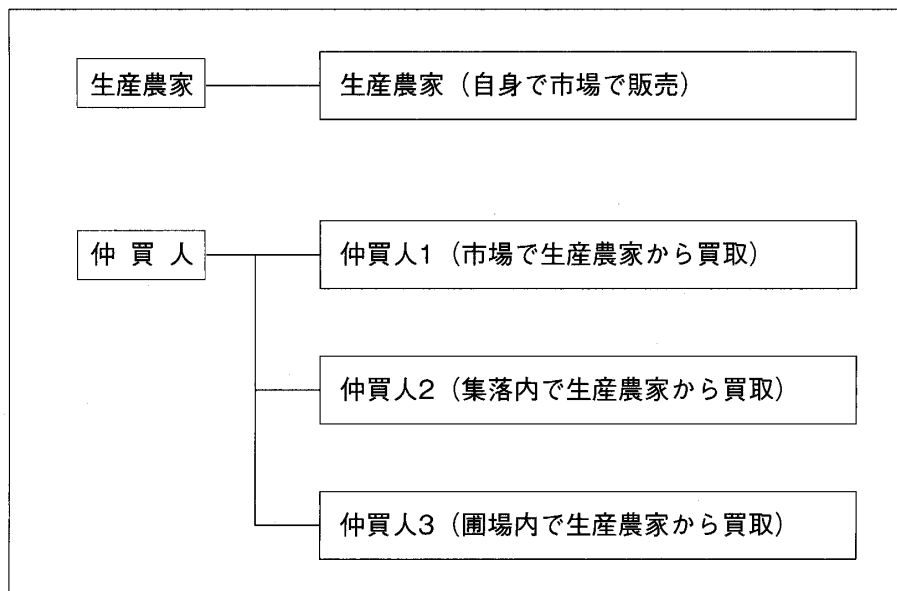 生産農家
生産農家（自身で市場で販売）
仲買人
仲買人1（市場で生産農家から買取）
仲買人2（集落内で生産農家から買取）
仲買人3（圃場内で生産農家から買取）